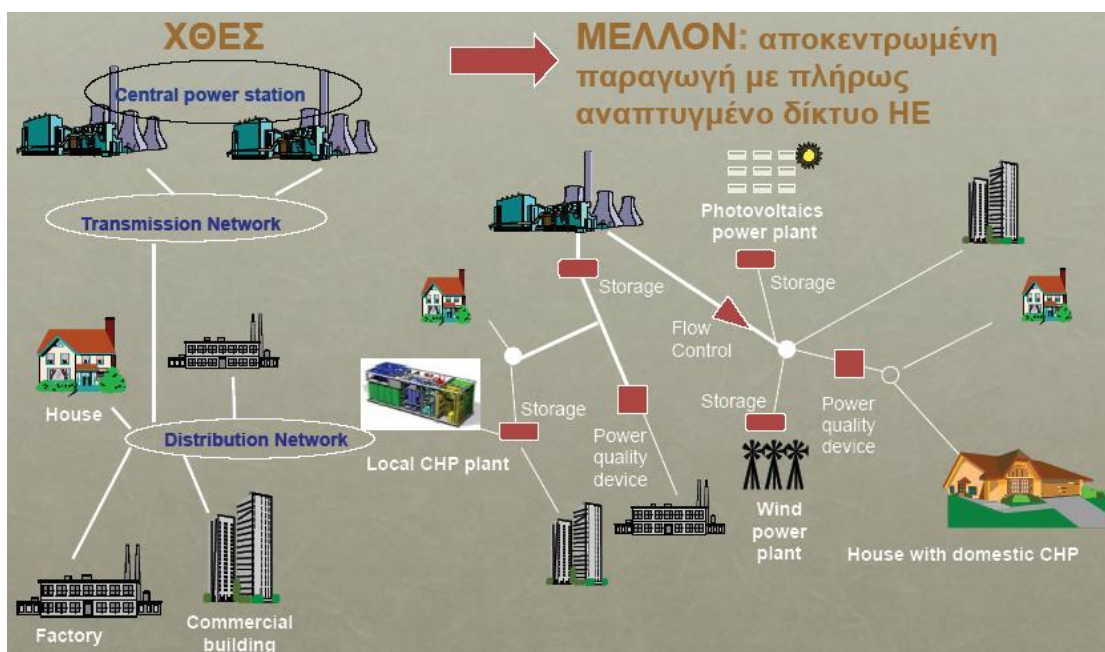 ΧΘΕΣ
Central power station
Transmission Network
House
Distribution Network
Factory
Commercial
building
ΜΕΛΛΟΝ: αποκεντρωμένη
παραγωγή με πλήρως
αναπτυγμένο δίκτυο ΗΕ
Photovoltaics
power plant
Storage
Storage
Flow
Control
Storage
Storage
Local CHP plant
Power
quality
device
Power
quality
device
Wind
power
plant
House with domestic CHP